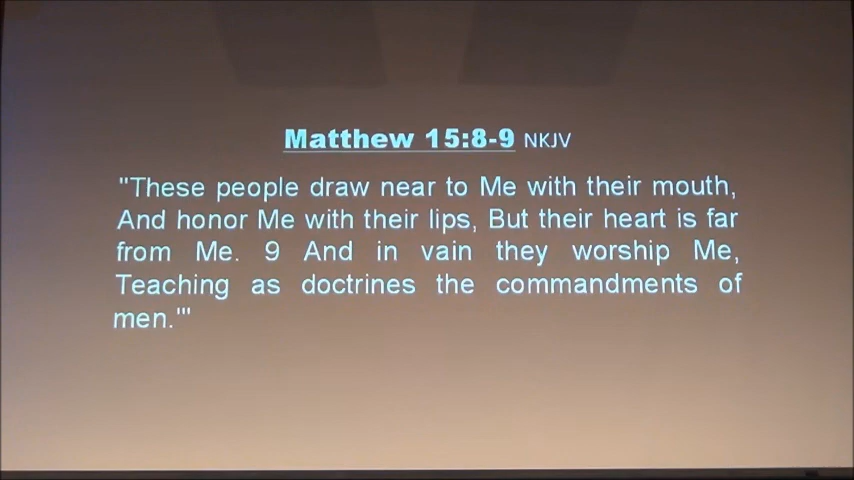 Matthew 15:8-9 NKJV
"These people draw near to Me with their mouth,
And honor Me with their lips, But their heart is far
from Me. 9 And in vain they worship Me,
Teaching as doctrines the commandments of
men.'"